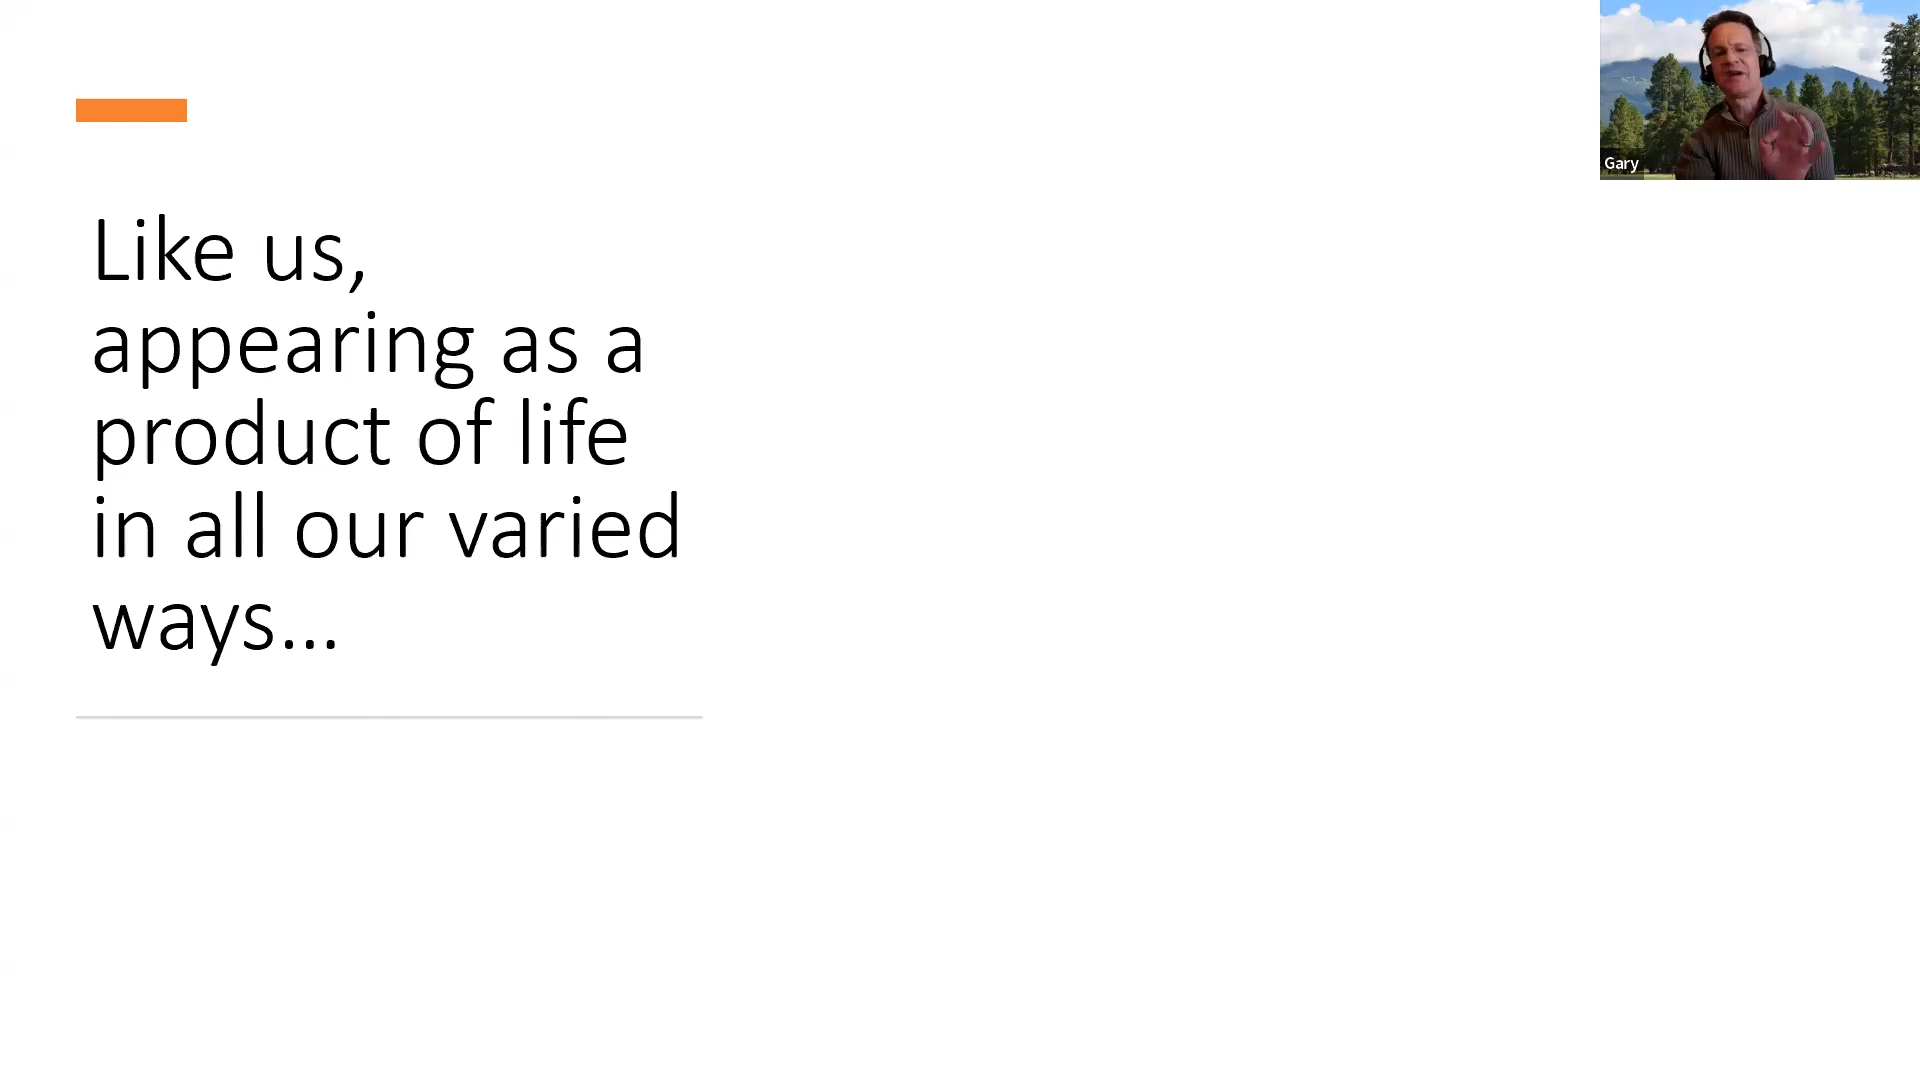 Like us,
appearing as a
product of life
in all our varied
ways...
Gary